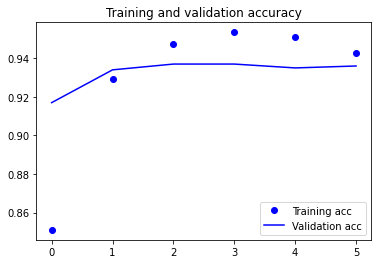 Training and validation accuracy
0.94
0.92
0.90
0.88
0.86
Training acc
Validation acc
0 1 2 3 4 5